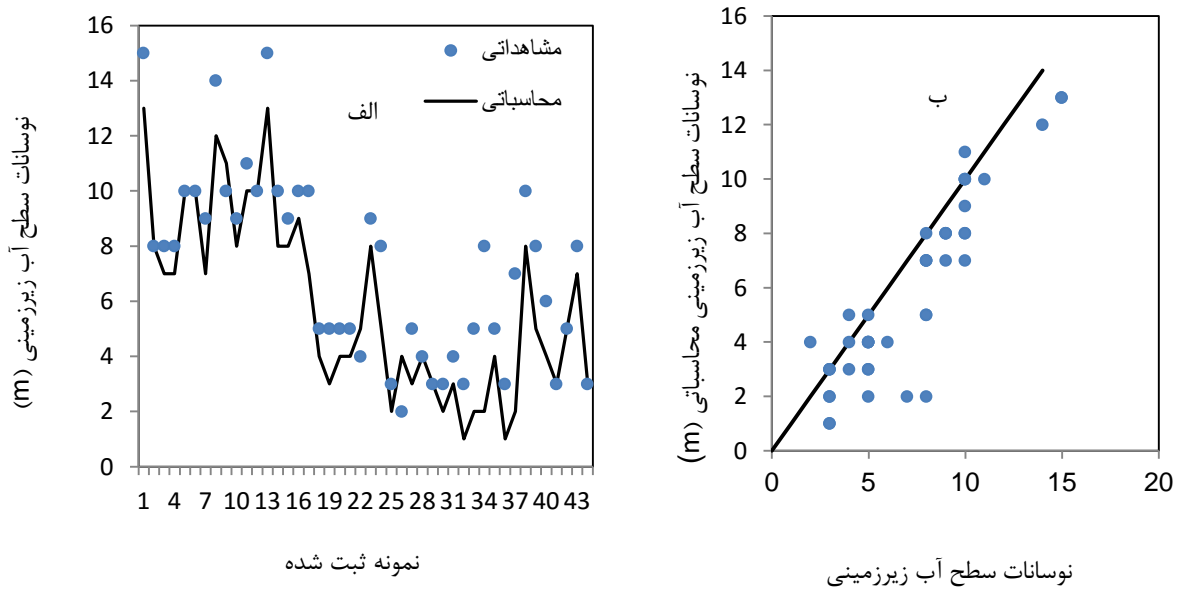 16
14
12
10
8
6
4
2
0
نوسانات سطح آب زیرزمینی (m)
مشاهداتی
محاسباتی
الف
1 4 7 10 13 16 19 22 25 28 31 34 37 40 43
نمونه ثبت شده
16
14
12
10
8
6
4
2
0
نوسانات سطح آب زیرزمینی محاسباتی (m)
ب
0 5 10 15 20
نوسانات سطح آب زیرزمینی